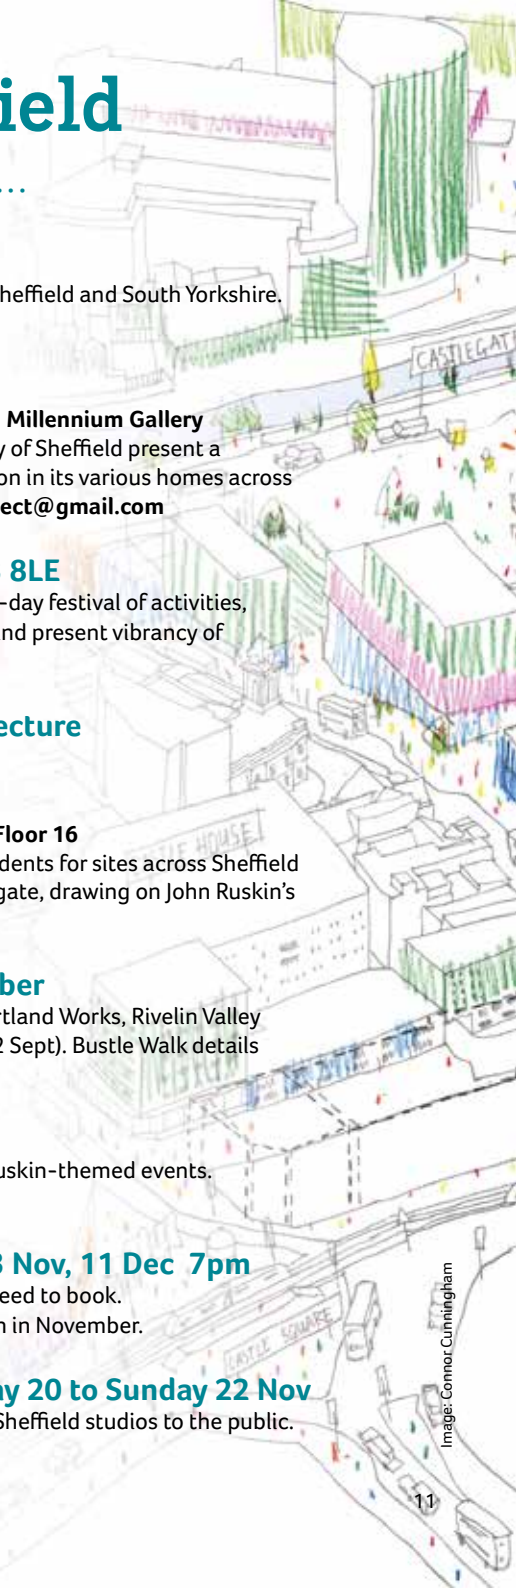 ield
...
heffield and South Yorkshire.
CASTLEGAT
Millennium Gallery
y of Sheffield present a
on in its various homes across
ect@gmail.com
8LE
-day festival of activities,
nd present vibrancy of
ecture
Floor 16
TLE HOUSE
dents for sites across Sheffield
gate, drawing on John Ruskin's
ber
rtland Works, Rivelin Valley
2 Sept). Bustle Walk details
uskin-themed events.
3 Nov, 11 Dec 7pm
eed to book.
n in November.
CASTLE SQUARE
ay 20 to Sunday 22 Nov
Sheffield studios to the public.
Image: Connor Cunningham
11